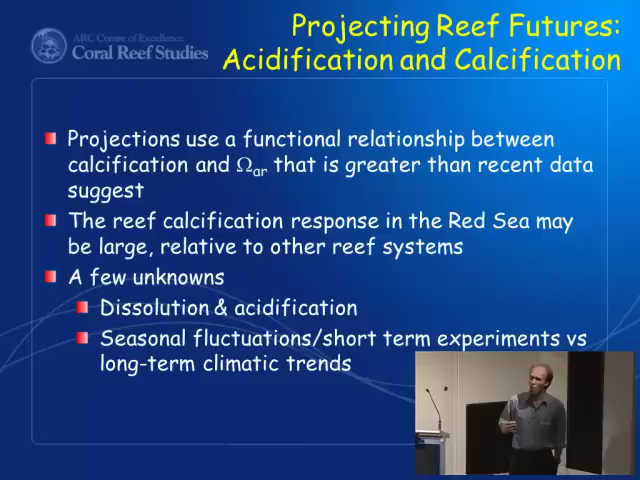 Projecting Reef Futures:
ARC Centre of Excellence
Coral Reef Studies
Acidification and Calcification
Projections use a functional relationship between
calcification and Ωar that is greater than recent data
suggest
The reef calcification response in the Red Sea may
be large, relative to other reef systems
A few unknowns
Dissolution & acidification
Seasonal fluctuations/short term experiments vs
long-term climatic trends